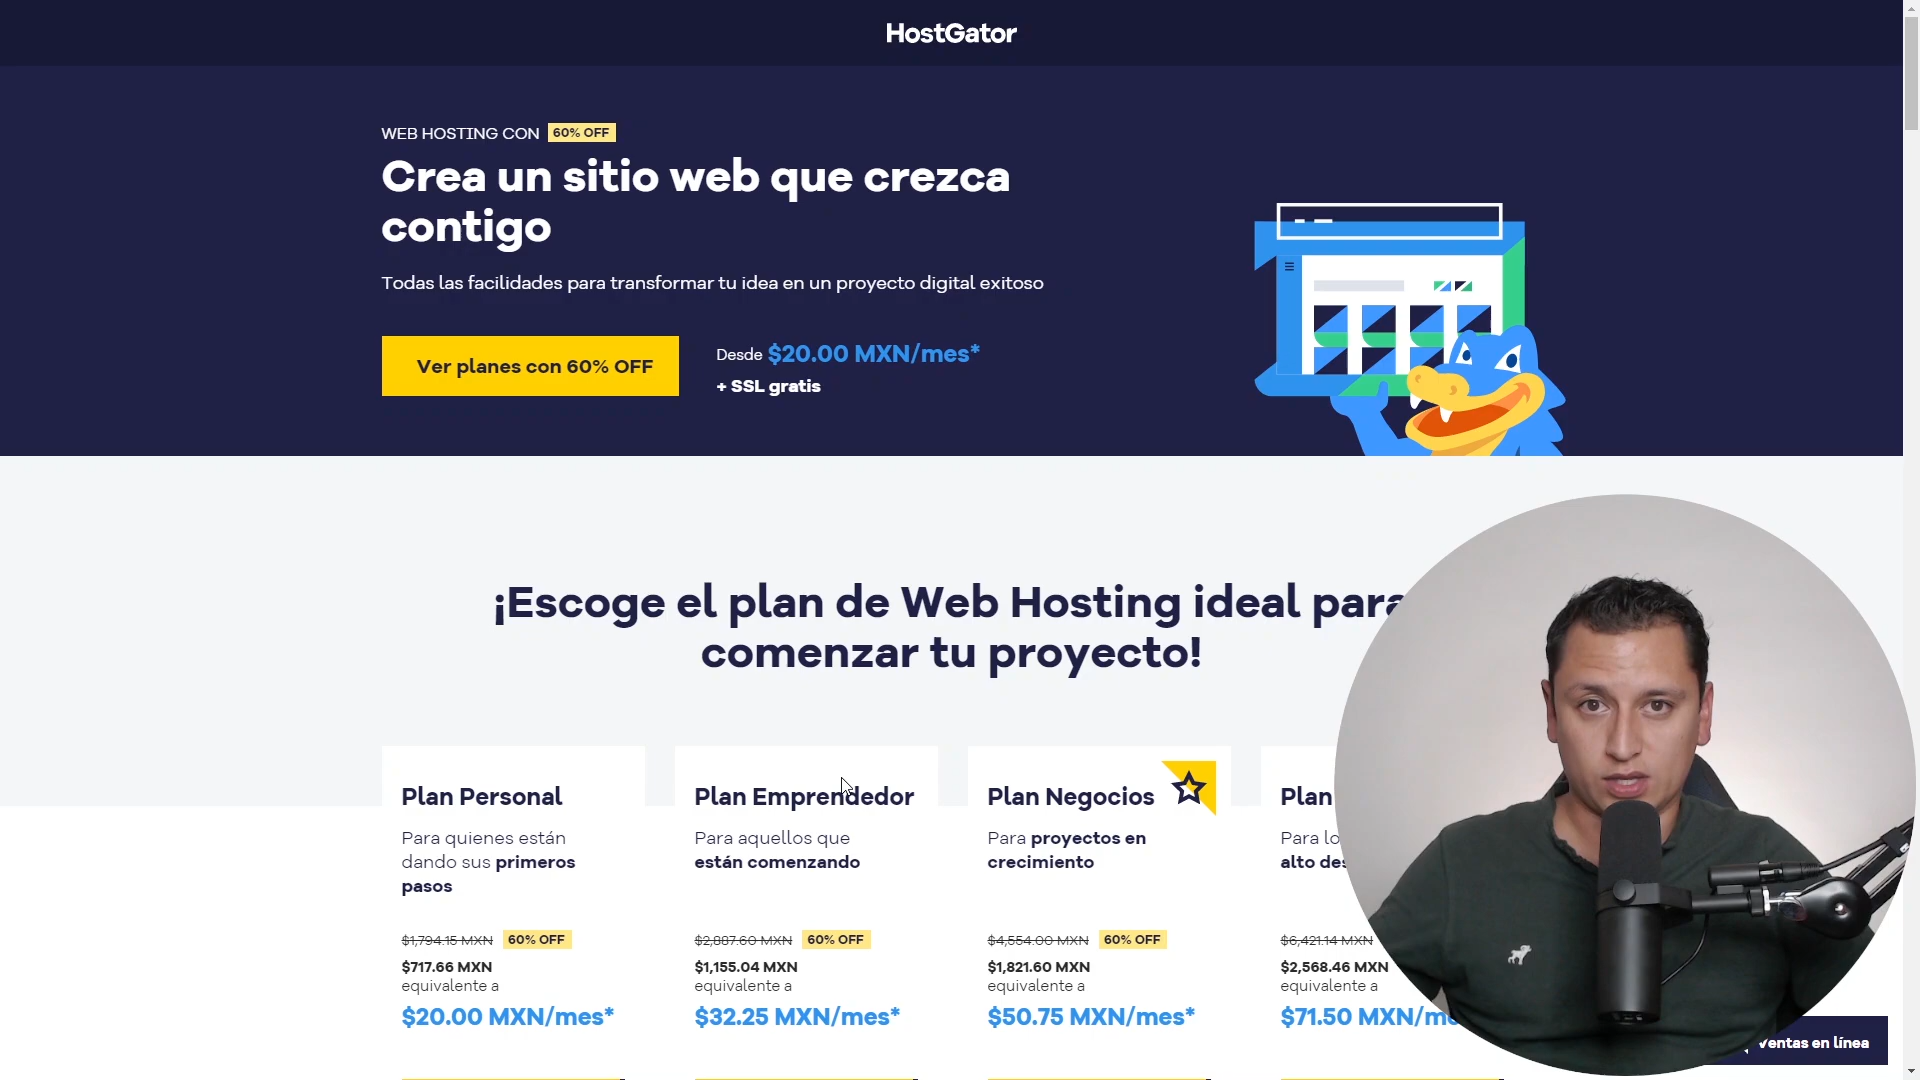 HostGator
WEB HOSTING CON 60% OFF
Crea un sitio web que crezca
contigo
Todas las facilidades para transformar tu idea en un proyecto digital exitoso
Ver planes con 60% OFF
Desde $20.00 MXN/mes*
+ SSL gratis
¡Escoge el plan de Web Hosting ideal para
comenzar tu proyecto!
Plan Personal
Para quienes están
dando sus primeros
pasos
$1,794.15 MXN 60% OFF
$717.66 MXN
equivalente a
$20.00 MXN/mes*
Plan Emprendedor
Para aquellos que
están comenzando
$2,887.60 MXN 60% OFF
$1,155.04 MXN
equivalente a
$32.25 MXN/mes*
Plan Negocios
Para proyectos en
crecimiento
$4,554.00 MXN 60% OFF
$1,821.60 MXN
equivalente a
$50.75 MXN/mes*
Plan
Para
alto
$6,421.14 MXN
$2,568.46 MXN
equivalente a
$71.50 MXN
Ventas en línea